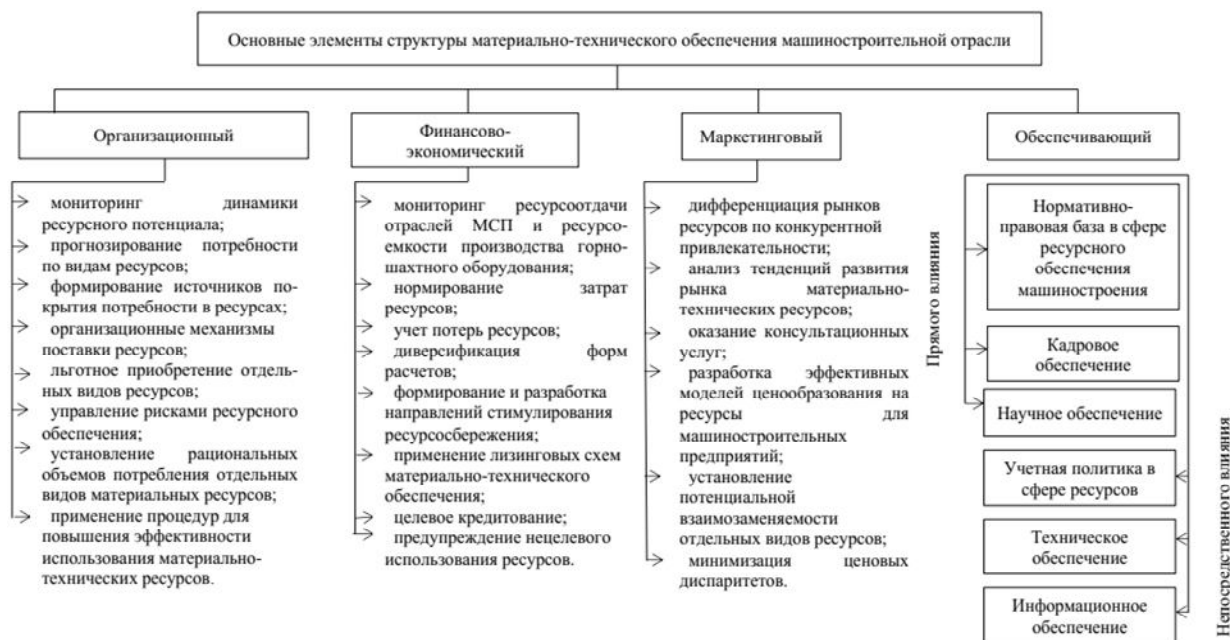 Основные элементы структуры материально-технического обеспечения машиностроительной отрасли
Организационный
мониторинг динамики
ресурсного потенциала;
прогнозирование потребности
по видам ресурсов;
формирование источников по-
крытия потребности в ресурсах;
организационные механизмы
поставки ресурсов;
льготное приобретение отдель-
ных видов ресурсов;
управление рисками ресурсного
обеспечения;
установление рациональных
объемов потребления отдельных
видов материальных ресурсов;
применение процедур для
повышения эффективности
использования материально-
технических ресурсов.
Финансово-
экономический
мониторинг ресурсоотдачи
отраслей МСП и ресурсо-
емкости производства горно-
шахтного оборудования;
нормирование затрат
ресурсов;
учет потерь ресурсов;
диверсификация форм
расчетов;
формирование и разработка
направлений стимулирования
ресурсосбережения;
применение лизинговых схем
материально-технического
обеспечения;
целевое кредитование;
предупреждение нецелевого
использования ресурсов.
Маркетинговый
дифференциация рынков
ресурсов по конкурентной
привлекательности;
анализ тенденций развития
рынка материально-
технических ресурсов;
оказание консультационных
услуг;
разработка эффективных
моделей ценообразования на
ресурсы для
машиностроительных
предприятий;
установление
потенциальной
взаимозаменяемости
отдельных видов ресурсов;
минимизация ценовых
диспаритетов.
Обеспечивающий
Прямого влияния
Нормативно-
правовая база в сфере
ресурсного
обеспечения
машиностроения
Кадровое
обеспечение
Научное обеспечение
Учетная политика в
сфере ресурсов
Техническое
обеспечение
Информационное
обеспечение
Непосредственного влияния